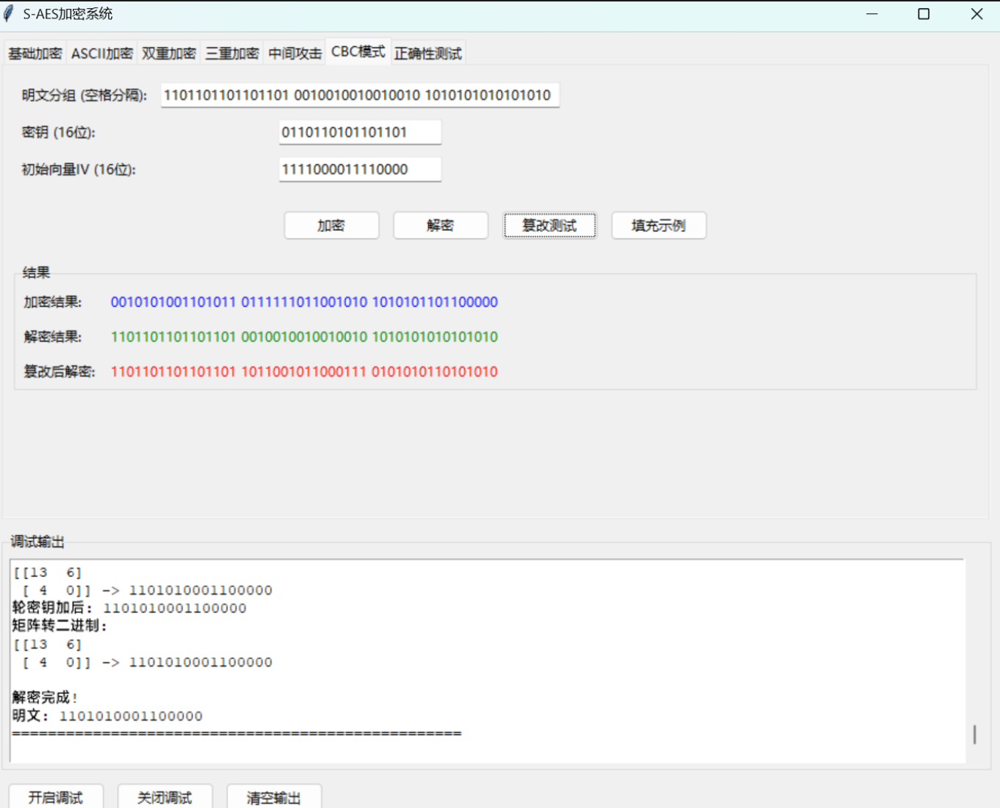 S-AES加密系统
基础加密 ASCII加密 双重加密 三重加密 中间攻击 CBC模式 正确性测试
明文分组 (空格分隔): 1101101101101101 0010010010010010 1010101010101010
密钥 (16位): 0110110101101101
初始向量IV (16位): 1111000011110000
加密 解密 篡改测试 填充示例
结果
加密结果: 0010101001101011 0111111011001010 1010101101100000
解密结果: 1101101101101101 0010010010010010 1010101010101010
篡改后解密: 1101101101101101 1011001011000111 0101010110101010
调试输出
[[13 6]
[ 4 0]] -> 1101010001100000
轮密钥加后: 1101010001100000
矩阵转二进制:
[[13 6]
[ 4 0]] -> 1101010001100000
解密完成!
明文: 1101010001100000
==================================================
开启调试 关闭调试 清空输出